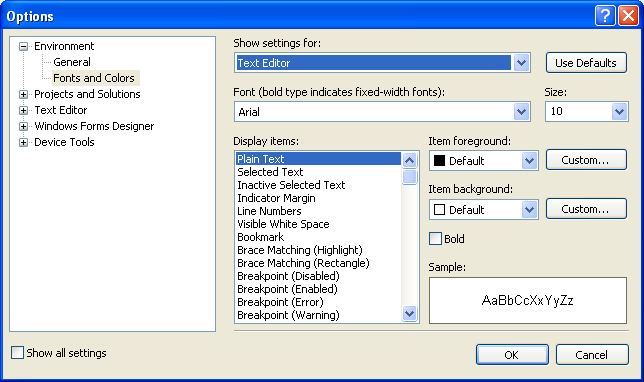 Options
Environment
General
Fonts and Colors
Projects and Solutions
Text Editor
Windows Forms Designer
Device Tools
Show settings for:
Text Editor
Use Defaults
Font (bold type indicates fixed-width fonts):
Size:
Arial
10
Display items:
Plain Text
Selected Text
Inactive Selected Text
Indicator Margin
Line Numbers
Visible White Space
Bookmark
Brace Matching (Highlight)
Brace Matching (Rectangle)
Breakpoint (Disabled)
Breakpoint (Enabled)
Breakpoint (Error)
Breakpoint (Warning)
Item foreground:
Default
Custom...
Item background:
Default
Custom...
Bold
Sample:
AaBbCcXxYyZz
Show all settings
OK
Cancel